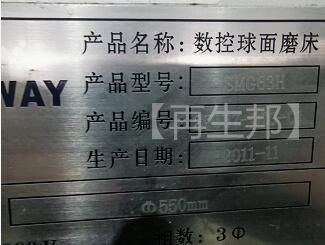 产品名称: 数控球面磨床
WAY
产品型号: SMG83H
产品编号
【再生邦】
生产日期: 2011-11
Φ550mm
相数: 3Φ